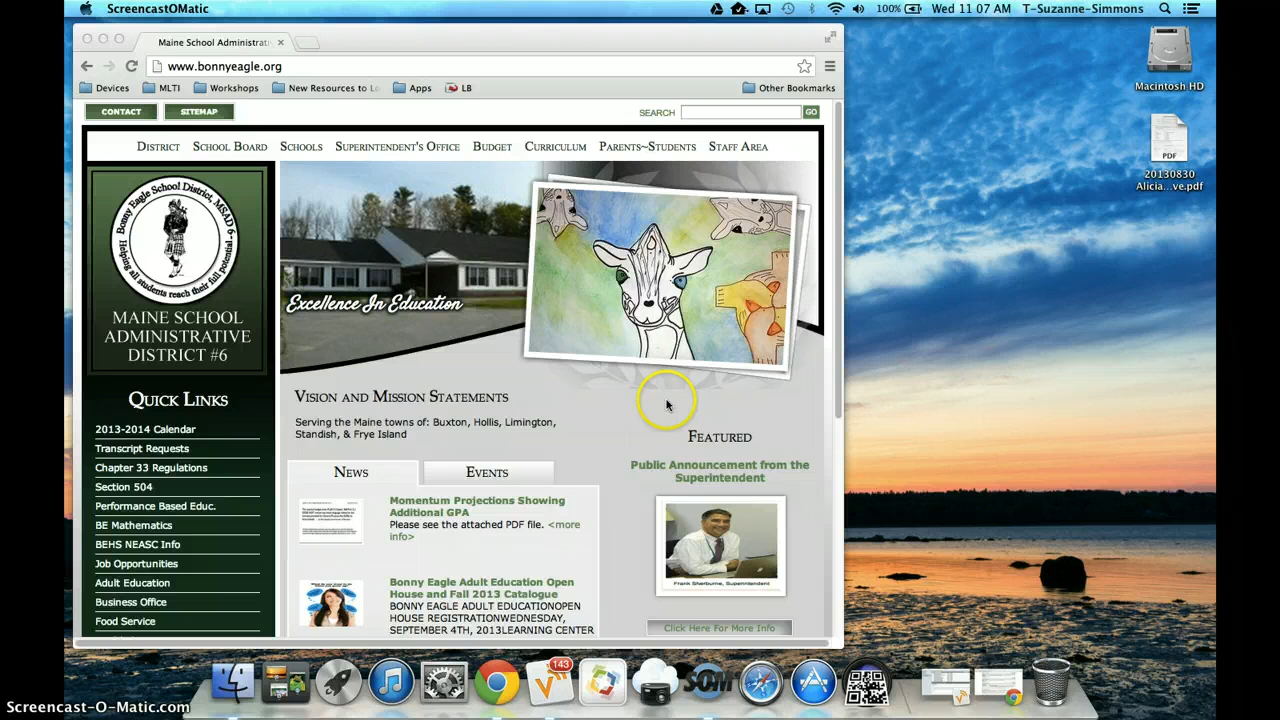 ScreencastOMatic
100%
Wed 11 07 AM
T-Suzanne-Simmons
Maine School Administrat
www.bonnyeagle.org
Devices
MLTI
Workshops
New Resources to Lo
Apps
LB
Other Bookmarks
CONTACT
SITEMAP
SEARCH
GO
DISTRICT
SCHOOL BOARD
SCHOOLS
SUPERINTENDENT'S OFFICE
BUDGET
CURRICULUM
PARENTS~STUDENTS
STAFF AREA
Bonny Eagle School District, MSAD 6 -
Helping all students reach their full potential -
MAINE SCHOOL
ADMINISTRATIVE
DISTRICT #6
Excellence In Education
QUICK LINKS
2013-2014 Calendar
Transcript Requests
Chapter 33 Regulations
Section 504
Performance Based Educ.
BE Mathematics
BEHS NEASC Info
Job Opportunities
Adult Education
Business Office
Food Service
VISION AND MISSION STATEMENTS
Serving the Maine towns of: Buxton, Hollis, Limington,
Standish, & Frye Island
NEWS
EVENTS
Momentum Projections Showing
Additional GPA
Please see the attached PDF file. <more
info>
Bonny Eagle Adult Education Open
House and Fall 2013 Catalogue
BONNY EAGLE ADULT EDUCATIONOPEN
HOUSE REGISTRATIONWEDNESDAY,
SEPTEMBER 4TH, 2013LEARNING CENTER
FEATURED
Public Announcement from the
Superintendent
Frank Sherburne, Superintendent
Click Here For More Info
Macintosh HD
PDF
20130830
Alicia...ve.pdf
143
SOM
Screencast-O-Matic.com